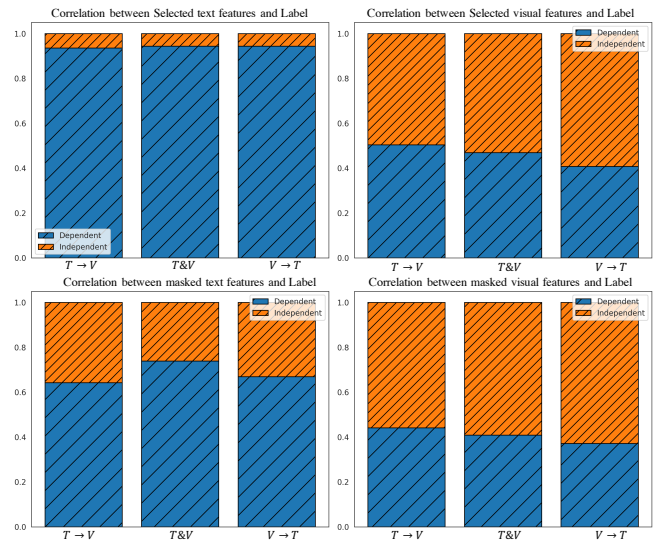 Correlation between Selected text features and Label
1.0
0.8
0.6
0.4
0.2
0.0
Dependent
Independent
T → V
T&V
V → T
Correlation between Selected visual features and Label
1.0
0.8
0.6
0.4
0.2
0.0
Dependent
Independent
T → V
T&V
V → T
Correlation between masked text features and Label
1.0
0.8
0.6
0.4
0.2
0.0
Dependent
Independent
T → V
T&V
V → T
Correlation between masked visual features and Label
1.0
0.8
0.6
0.4
0.2
0.0
Dependent
Independent
T → V
T&V
V → T